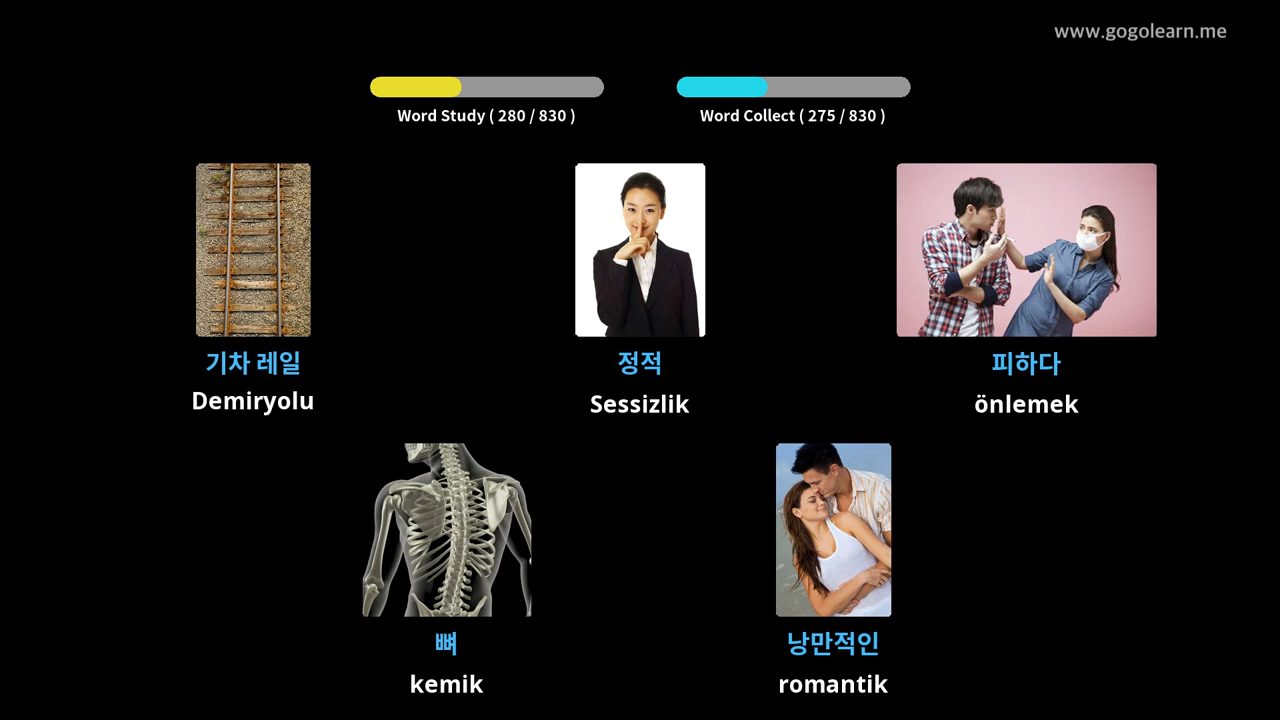 www.gogolearn.me
Word Study ( 280 / 830 )
Word Collect ( 275 / 830 )
기차 레일
Demiryolu
정적
Sessizlik
피하다
önlemek
뼈
kemik
낭만적인
romantik